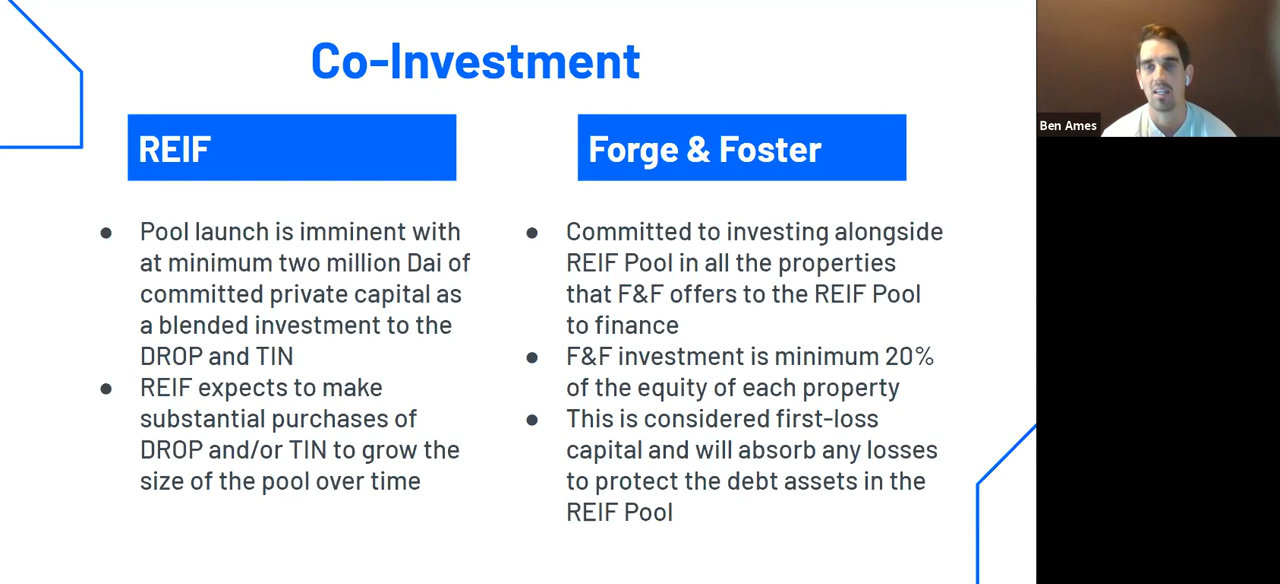 Co-Investment
REIF
● Pool launch is imminent with
at minimum two million Dai of
committed private capital as
a blended investment to the
DROP and TIN
● REIF expects to make
substantial purchases of
DROP and/or TIN to grow the
size of the pool over time
Forge & Foster
● Committed to investing alongside
REIF Pool in all the properties
that F&F offers to the REIF Pool
to finance
● F&F investment is minimum 20%
of the equity of each property
● This is considered first-loss
capital and will absorb any losses
to protect the debt assets in the
REIF Pool
Ben Ames